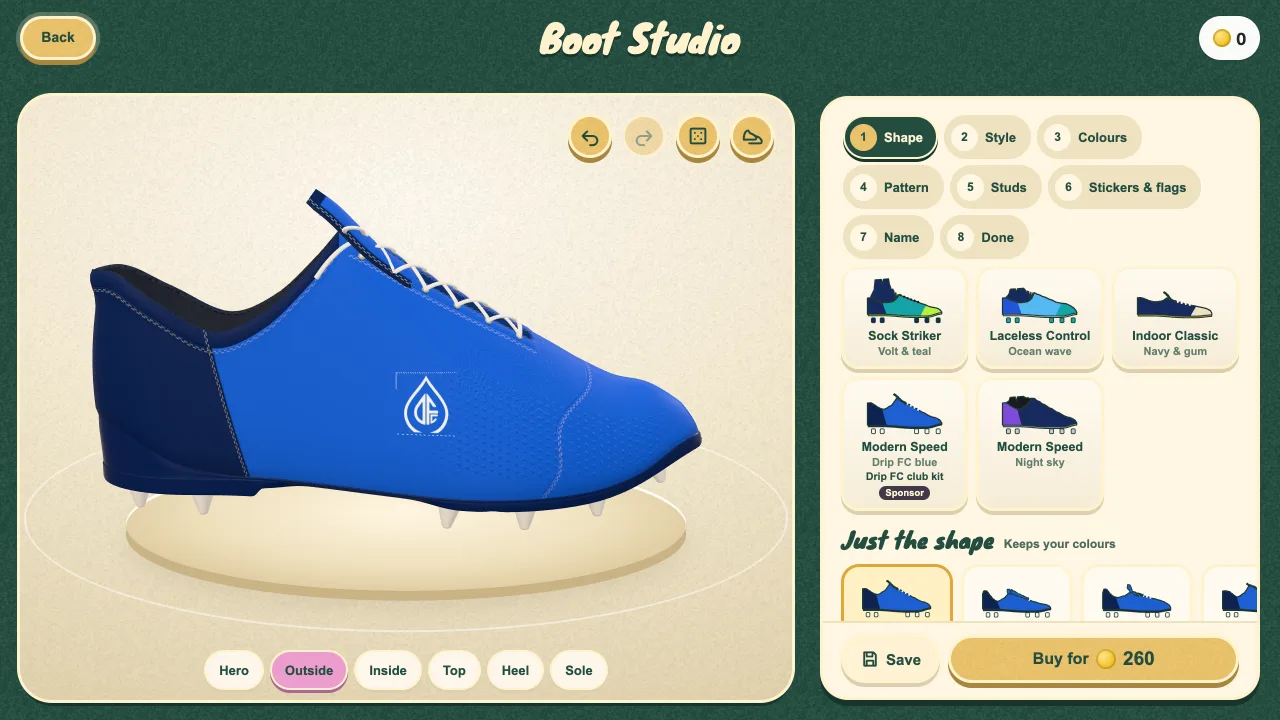 Back
Boot Studio
0
1 Shape
2 Style
3 Colours
4 Pattern
5 Studs
6 Stickers & flags
7 Name
8 Done
Sock Striker
Volt & teal
Laceless Control
Ocean wave
Indoor Classic
Navy & gum
Modern Speed
Drip FC blue
Drip FC club kit
Sponsor
Modern Speed
Night sky
Just the shape Keeps your colours
Hero
Outside
Inside
Top
Heel
Sole
Save
Buy for 260